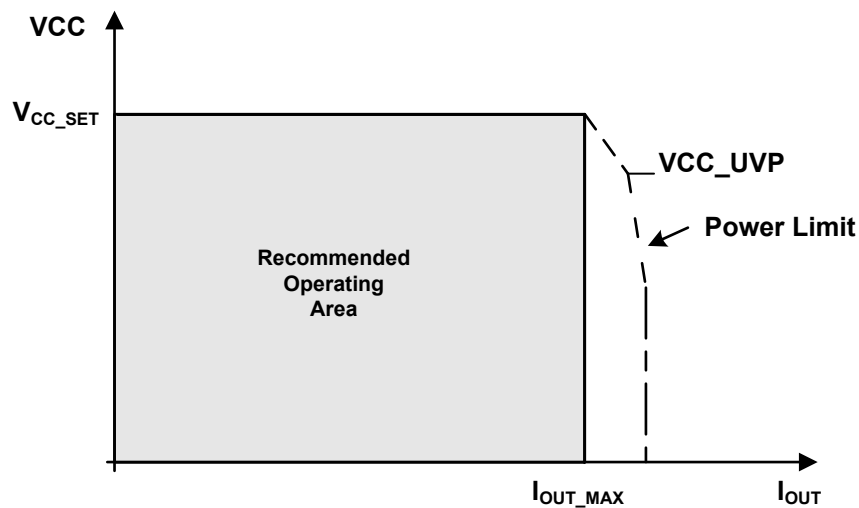 VCC
VCC_SET
VCC_UVP
Power Limit
Recommended
Operating
Area
IOUT_MAX
IOUT